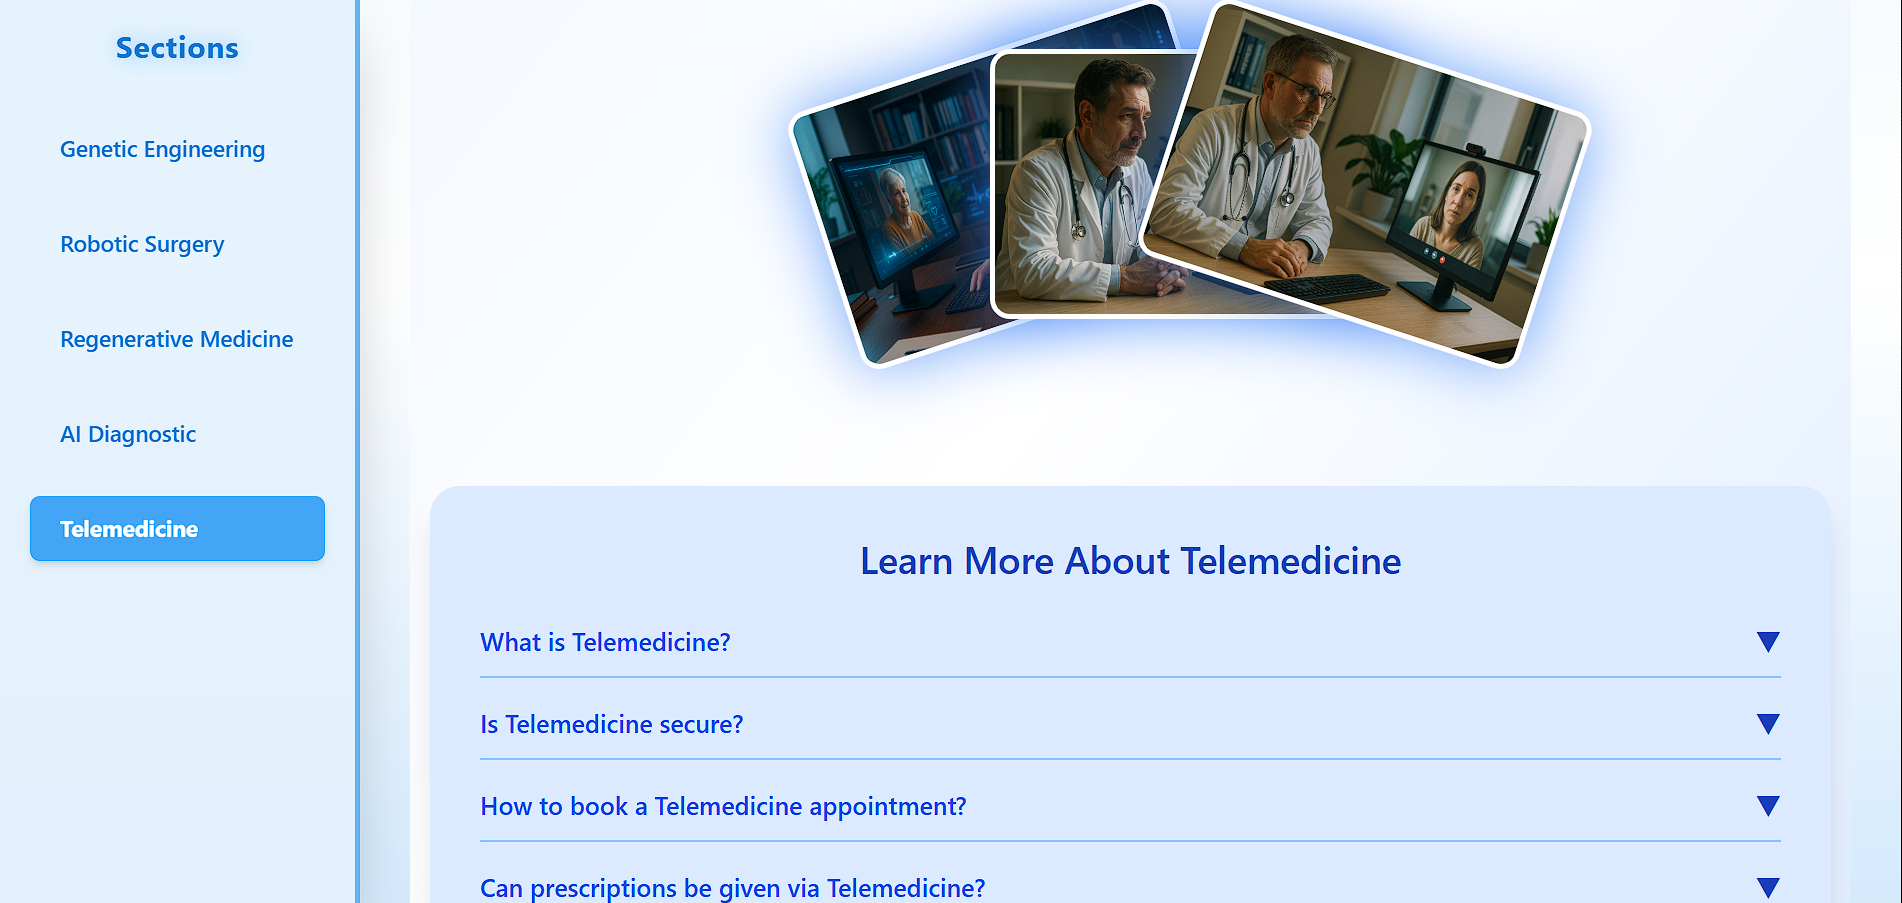 Sections
Genetic Engineering
Robotic Surgery
Regenerative Medicine
AI Diagnostic
Telemedicine
Learn More About Telemedicine
What is Telemedicine?
Is Telemedicine secure?
How to book a Telemedicine appointment?
Can prescriptions be given via Telemedicine?